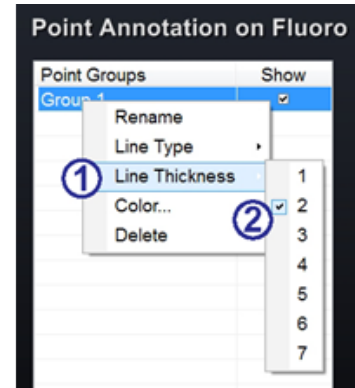 Point Annotation on Fluoro
Point Groups Show
Group 1
Rename
Line Type
1 Line Thickness 1
Color... 2 2
Delete 3
4
5
6
7